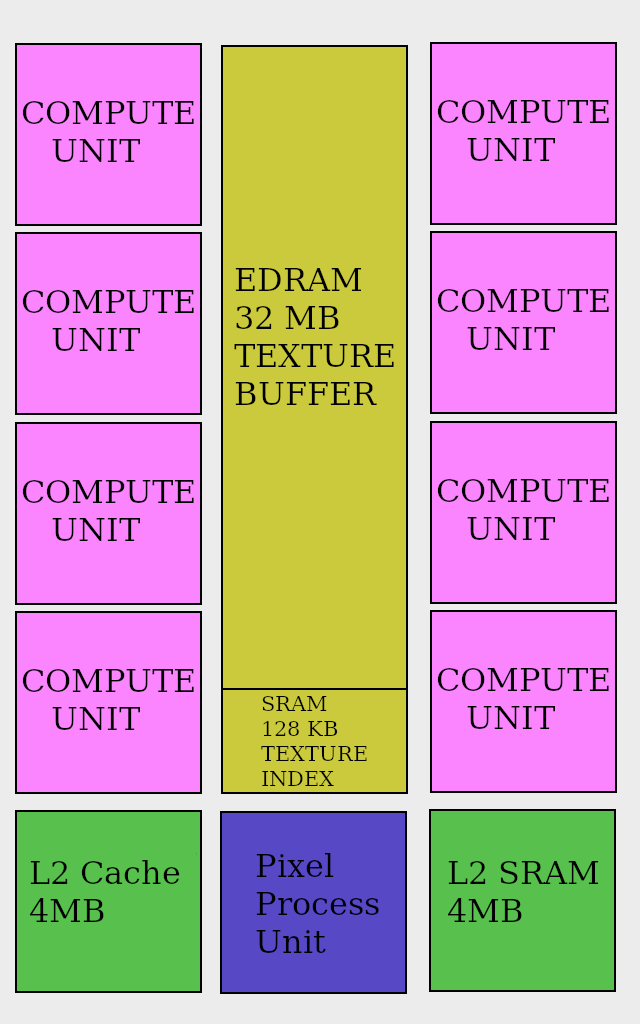 COMPUTE
UNIT
COMPUTE
UNIT
COMPUTE
UNIT
COMPUTE
UNIT
EDRAM
32 MB
TEXTURE
BUFFER
SRAM
128 KB
TEXTURE
INDEX
COMPUTE
UNIT
COMPUTE
UNIT
COMPUTE
UNIT
COMPUTE
UNIT
L2 Cache
4MB
Pixel
Process
Unit
L2 SRAM
4MB